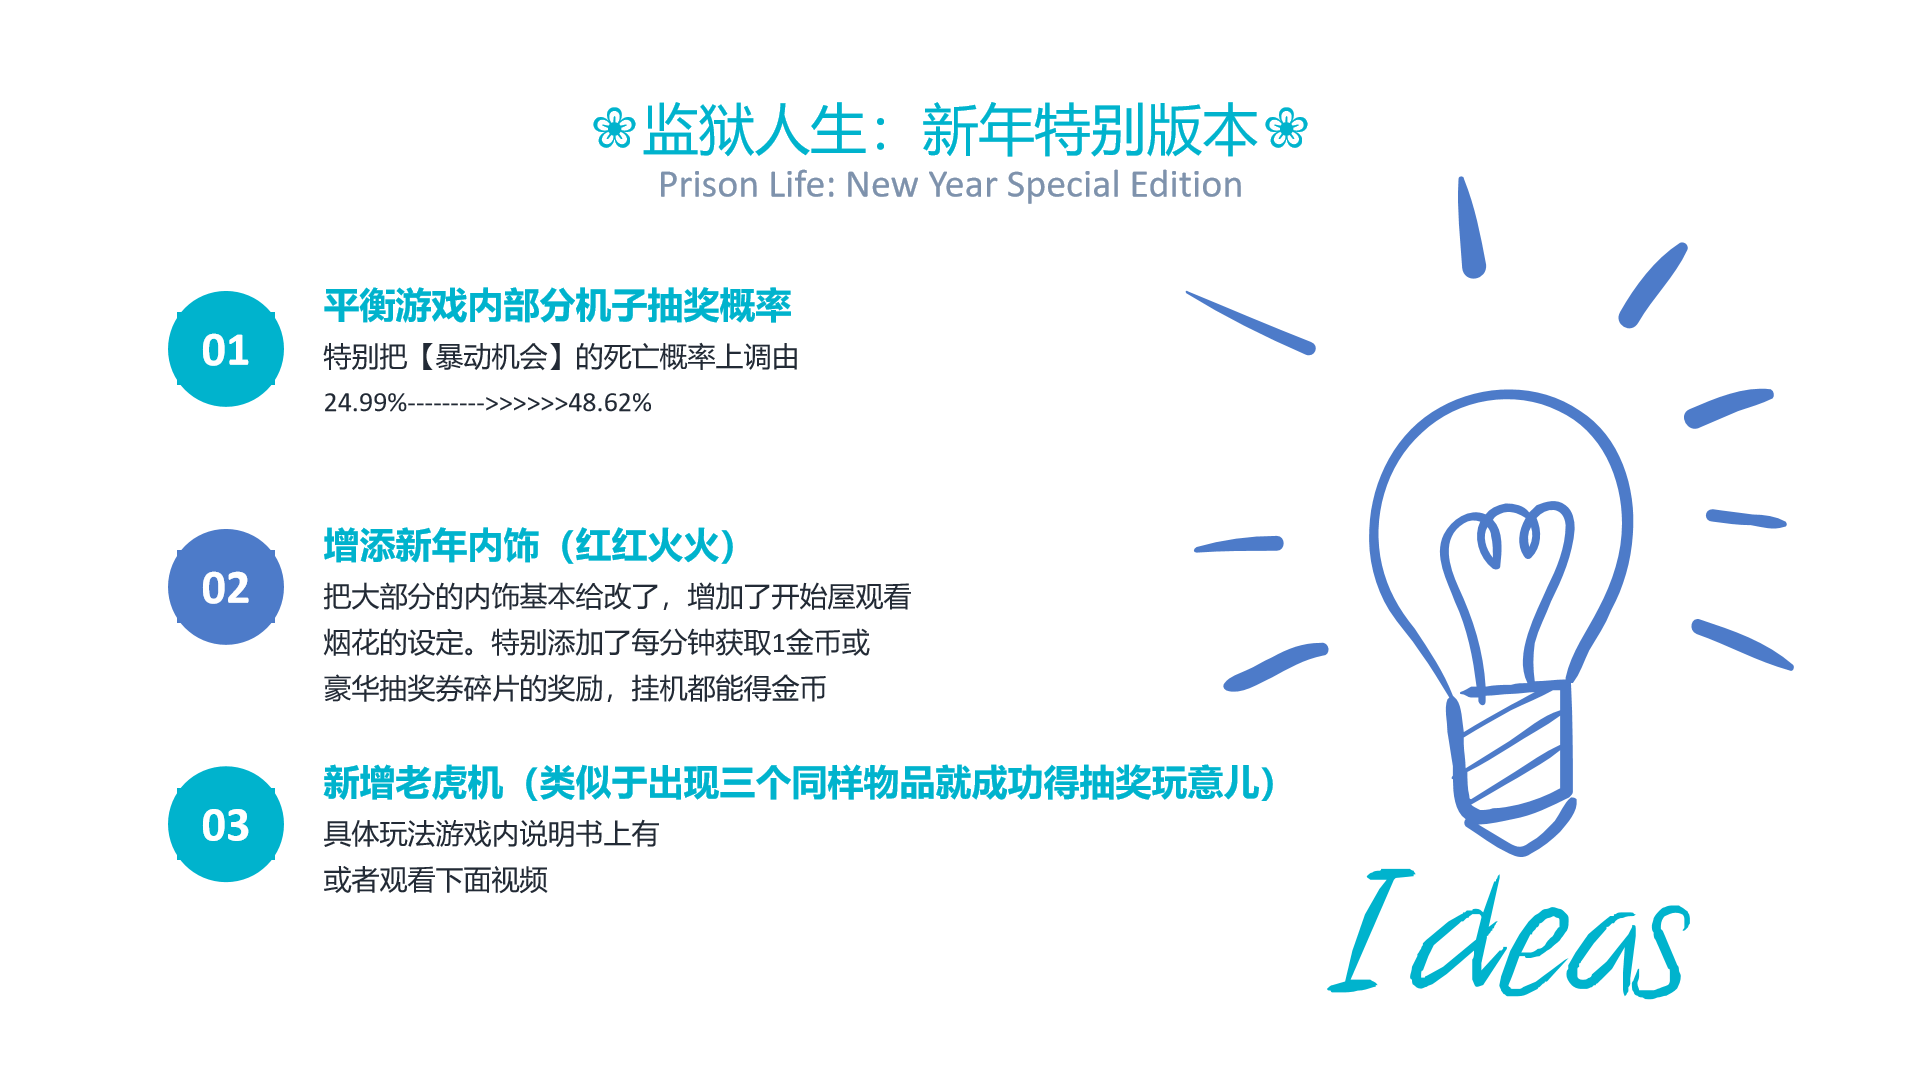 ❀监狱人生：新年特别版本❀
Prison Life: New Year Special Edition
01
平衡游戏内部分机子抽奖概率
特别把【暴动机会】的死亡概率上调由
24.99%--------->>>>>>48.62%
02
增添新年内饰（红红火火）
把大部分的内饰基本给改了，增加了开始屋观看
烟花的设定。特别添加了每分钟获取1金币或
豪华抽奖券碎片的奖励，挂机都能得金币
03
新增老虎机（类似于出现三个同样物品就成功得抽奖玩意儿）
具体玩法游戏内说明书上有
或者观看下面视频
Ideas